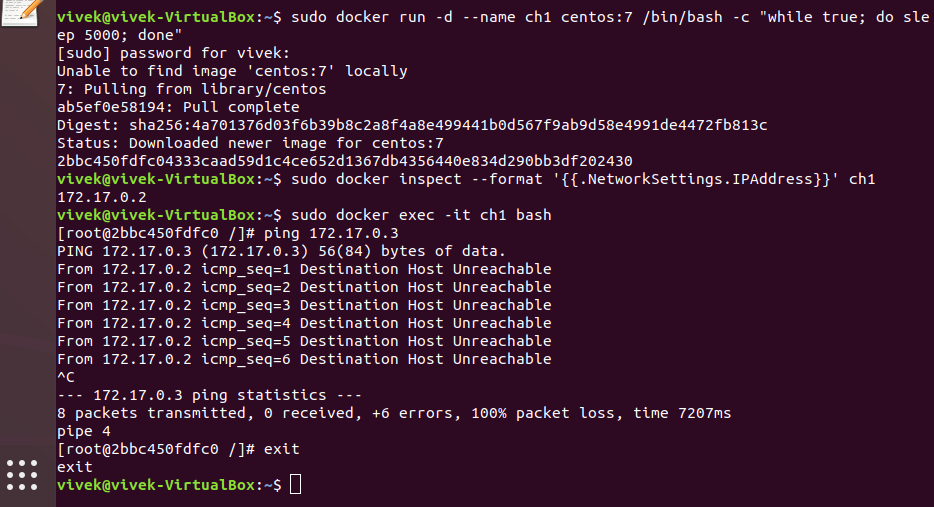 vivek@vivek-VirtualBox:~$ sudo docker run -d --name ch1 centos:7 /bin/bash -c "while true; do sle
ep 5000; done"
[sudo] password for vivek:
Unable to find image 'centos:7' locally
7: Pulling from library/centos
ab5ef0e58194: Pull complete
Digest: sha256:4a701376d03f6b39b8c2a8f4a8e499441b0d567f9ab9d58e4991de4472fb813c
Status: Downloaded newer image for centos:7
2bbc450fdfc04333caad59d1c4ce652d1367db4356440e834d290bb3df202430
vivek@vivek-VirtualBox:~$ sudo docker inspect --format '{{.NetworkSettings.IPAddress}}' ch1
172.17.0.2
vivek@vivek-VirtualBox:~$ sudo docker exec -it ch1 bash
[root@2bbc450fdfc0 /]# ping 172.17.0.3
PING 172.17.0.3 (172.17.0.3) 56(84) bytes of data.
From 172.17.0.2 icmp_seq=1 Destination Host Unreachable
From 172.17.0.2 icmp_seq=2 Destination Host Unreachable
From 172.17.0.2 icmp_seq=3 Destination Host Unreachable
From 172.17.0.2 icmp_seq=4 Destination Host Unreachable
From 172.17.0.2 icmp_seq=5 Destination Host Unreachable
From 172.17.0.2 icmp_seq=6 Destination Host Unreachable
^C
--- 172.17.0.3 ping statistics ---
8 packets transmitted, 0 received, +6 errors, 100% packet loss, time 7207ms
pipe 4
[root@2bbc450fdfc0 /]# exit
exit
vivek@vivek-VirtualBox:~$